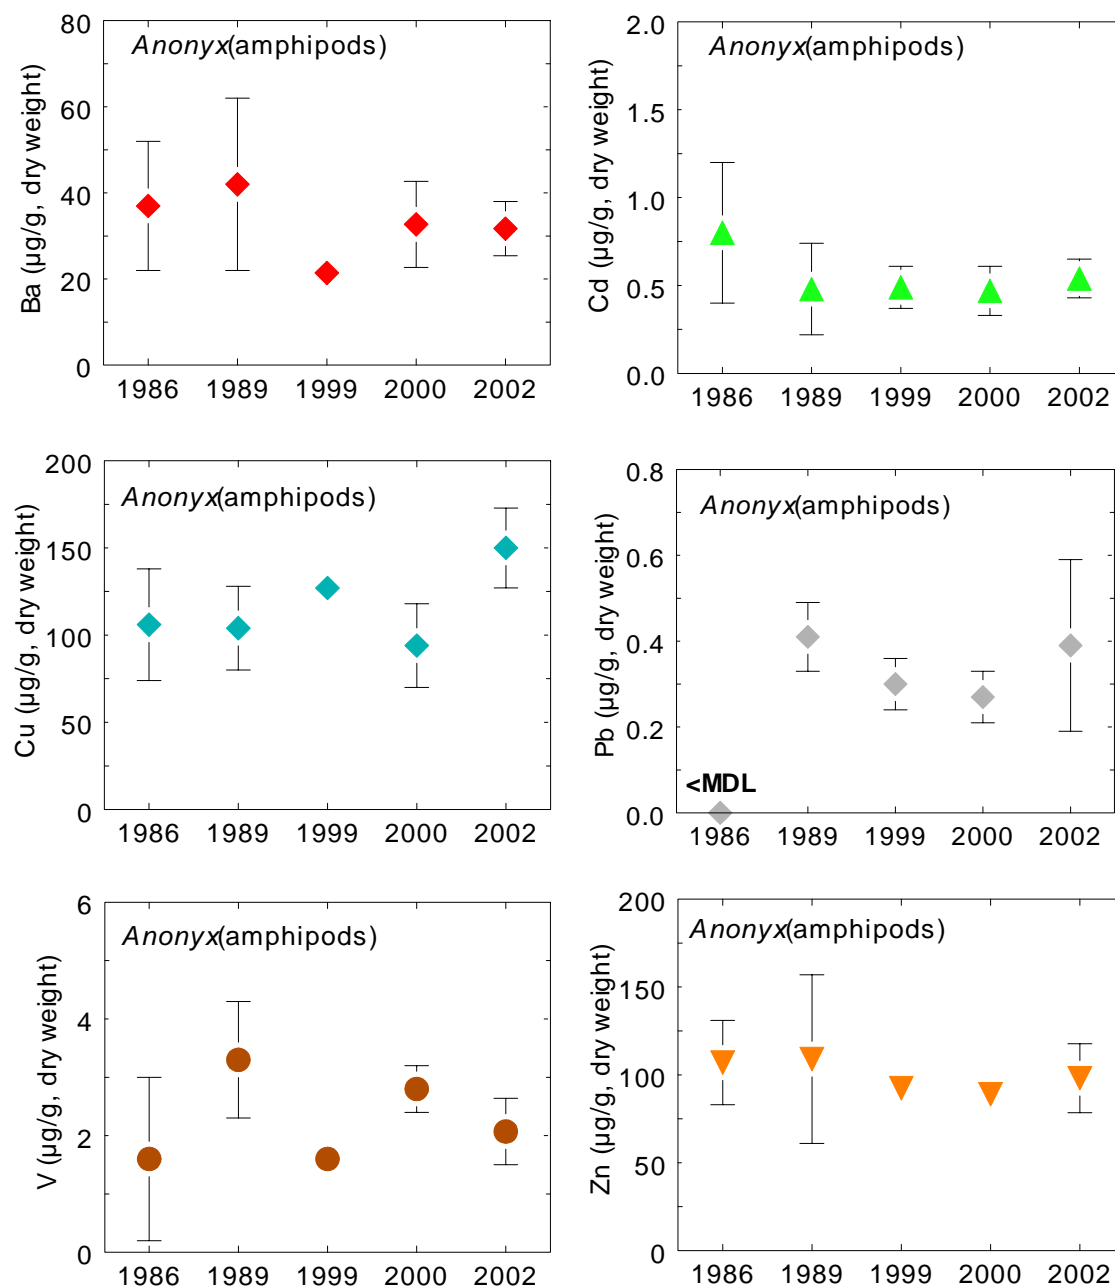 Anonyx(amphipods)
Ba (µg/g, dry weight)
80
60
40
20
0
1986 1989 1999 2000 2002
Anonyx(amphipods)
Cd (µg/g, dry weight)
2.0
1.5
1.0
0.5
0.0
1986 1989 1999 2000 2002
Anonyx(amphipods)
Cu (µg/g, dry weight)
200
150
100
50
0
1986 1989 1999 2000 2002
Anonyx(amphipods)
Pb (µg/g, dry weight)
0.8
0.6
0.4
0.2
0.0
<MDL
1986 1989 1999 2000 2002
Anonyx(amphipods)
V (µg/g, dry weight)
6
4
2
0
1986 1989 1999 2000 2002
Anonyx(amphipods)
Zn (µg/g, dry weight)
200
150
100
50
0
1986 1989 1999 2000 2002